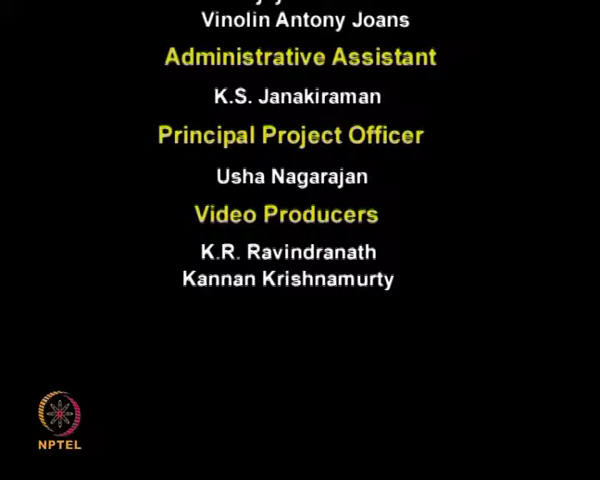 Vinolin Antony Joans
Administrative Assistant
K.S. Janakiraman
Principal Project Officer
Usha Nagarajan
Video Producers
K.R. Ravindranath
Kannan Krishnamurty
NPTEL